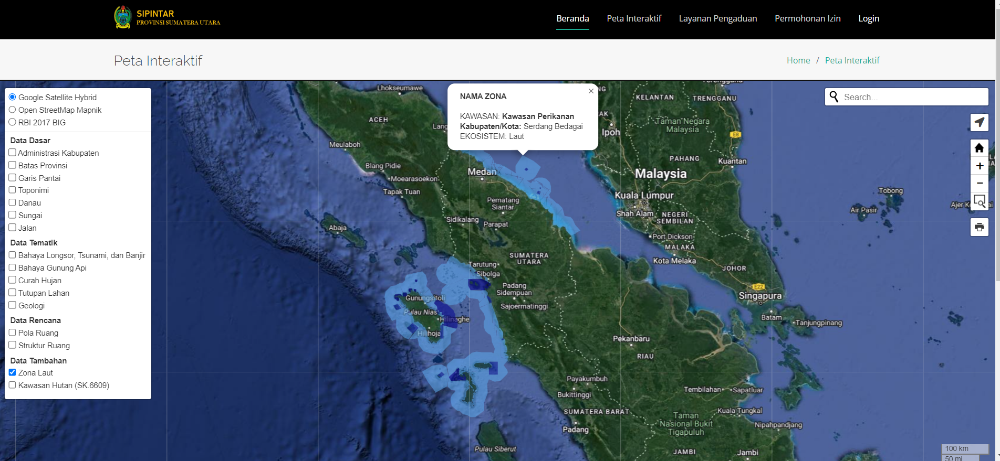 SIPINTAR
PROVINSI SUMATERA UTARA
Beranda
Peta Interaktif
Layanan Pengaduan
Permohonan Izin
Login
Peta Interaktif
Home / Peta Interaktif
Google Satellite Hybrid
Open StreetMap Mapnik
RBI 2017 BIG
Data Dasar
Administrasi Kabupaten
Batas Provinsi
Garis Pantai
Toponimi
Danau
Sungai
Jalan
Data Tematik
Bahaya Longsor, Tsunami, dan Banjir
Bahaya Gunung Api
Curah Hujan
Tutupan Lahan
Geologi
Data Rencana
Pola Ruang
Struktur Ruang
Data Tambahan
Zona Laut
Kawasan Hutan (SK.6609)
NAMA ZONA
×
KAWASAN: Kawasan Perikanan
Kabupaten/Kota: Serdang Bedagai
EKOSISTEM: Laut
Search...
+
−
Lhokseumawe
ACEH
Lang
Meulaboh
Blang Pidie
Moearasoekon
Tapak Tuan
Medan
Pematang
Siantar
Sidikalang
Parapat
Abaja
SUMATERA
UTARA
Tarutung
Sibolga
Padang
Sidempuan
Sajoermatinggi
Gunungsitoli
Pulau Nias
Hilinaghe
Hilihoja
NG
KELANTAN
TRENGGANU
Terengganu
AK
Ipoh
Taman Negara
Malaysia
E8
PAHANG
Kuantan
Malaysia
Kuala Lumpur
Shah Alam
NEGERI
SEMBILAN
Port Dickson
MALAKA
Kota Melaka
JOHOR
E22
Singapura
Batam
Tanjungpinang
Tobong
Air Pasir
Ajer K
ai
Pekanbaru
RIAU
Payakumbuh
Bukittinggi
SUMATERA BARAT
Padang
Tembilahan
Sapatluar
Kuala Tungkal
Taman
Nasional Bukit
Tigapuluh
Nipahpandjang
Pulau Siberut
JAMBI
Jambi
100 km
50 mi